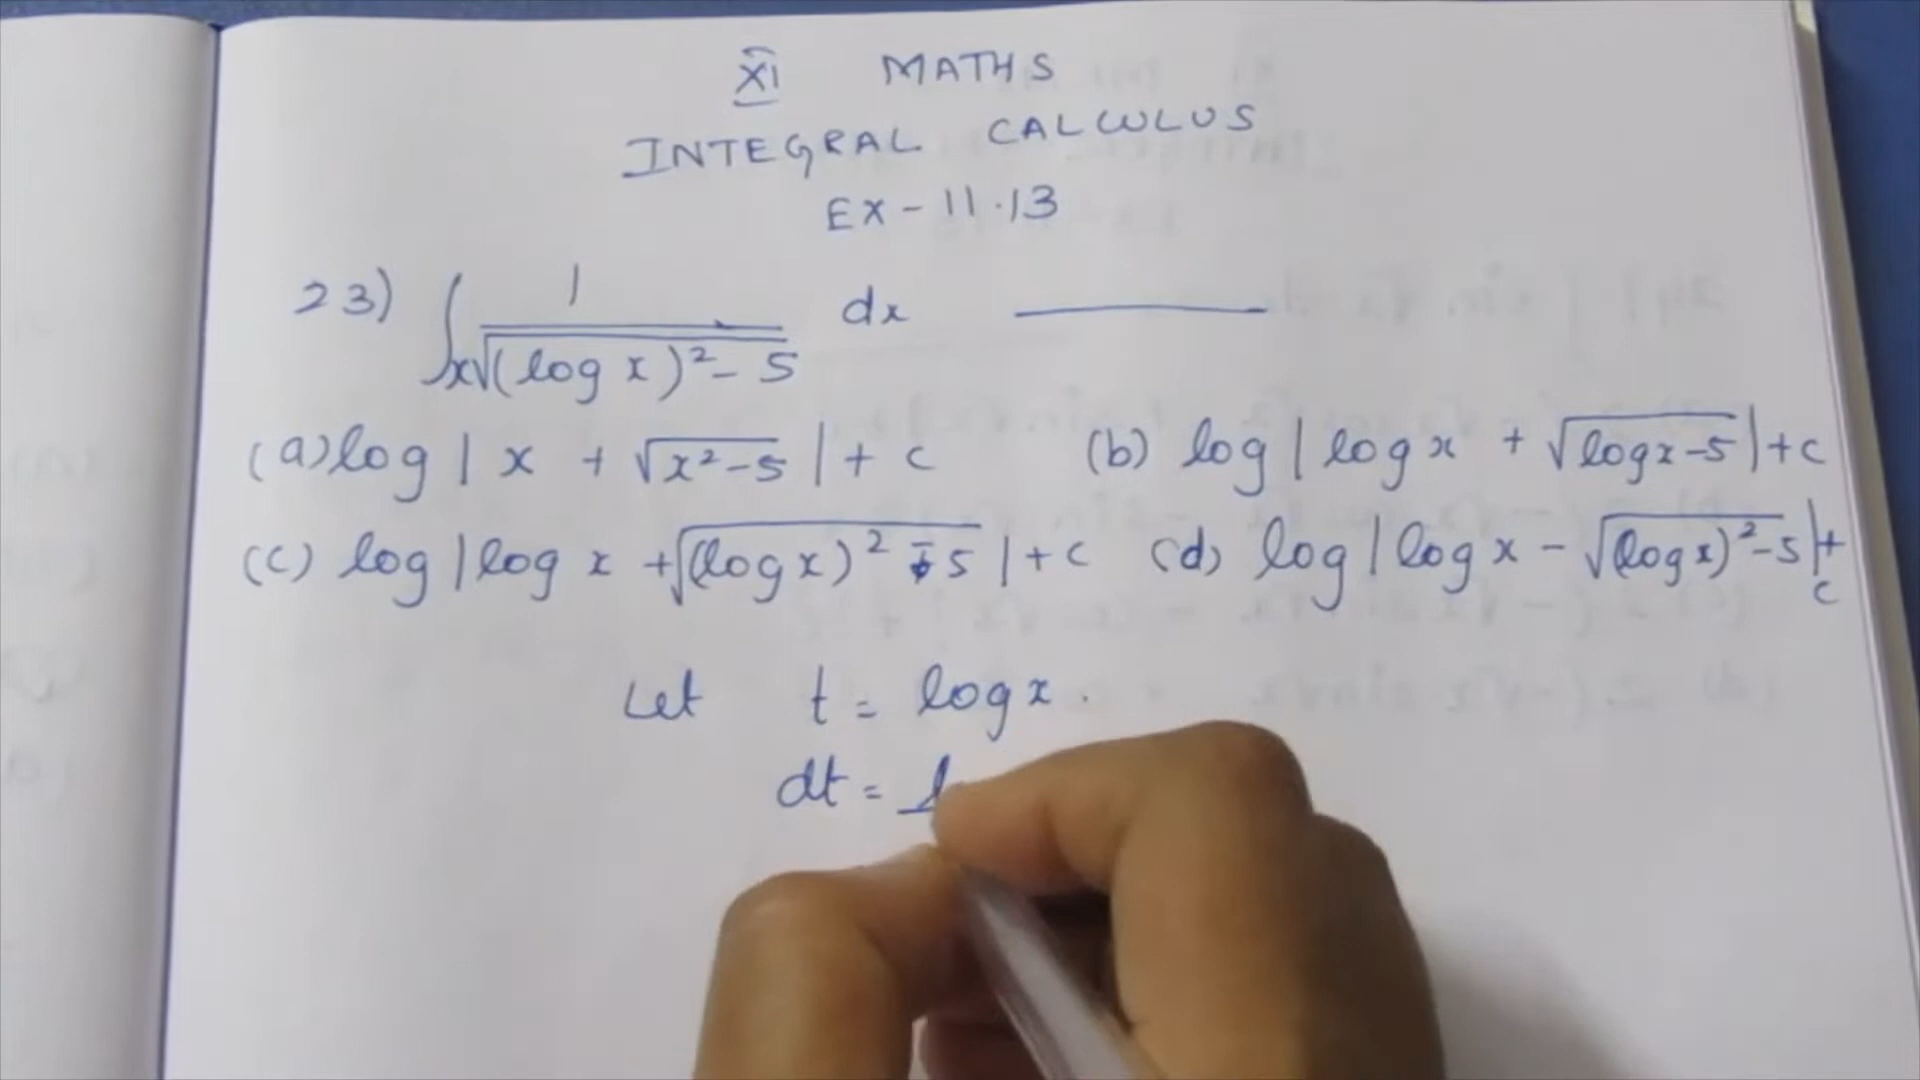 XI MATHS
INTEGRAL CALCULUS
EX - 11.13
23) ∫ 1 / x√((log x)² - 5) dx ________
(a) log | x + √(x² - 5) | + c (b) log | log x + √(log x - 5) | + c
(c) log | log x + √((log x)² - 5) | + c (d) log | log x - √((log x)² - 5) | + c
Let t = log x.
dt =